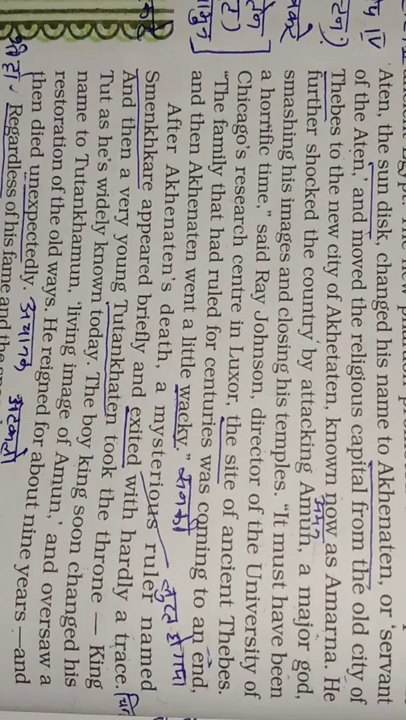 IV
Aten, the sun disk, changed his name to Akhenaten, or 'servant
of the Aten,' and moved the religious capital from the old city of
Thebes to the new city of Akhetaten, known now as Amarna. He
further shocked the country by attacking Amun, a major god,
smashing his images and closing his temples. "It must have been
a horrific time," said Ray Johnson, director of the University of
Chicago's research centre in Luxor, the site of ancient Thebes.
"The family that had ruled for centuries was coming to an end,
and then Akhenaten went a little wacky."
After Akhenaten's death, a mysterious ruler named
Smenkhkare appeared briefly and exited with hardly a trace.
And then a very young Tutankhaten took the throne — King
Tut as he's widely known today. The boy king soon changed his
name to Tutankhamun, 'living image of Amun,' and oversaw a
restoration of the old ways. He reigned for about nine years — and
then died unexpectedly. अचानक
Regardless of his fame and the